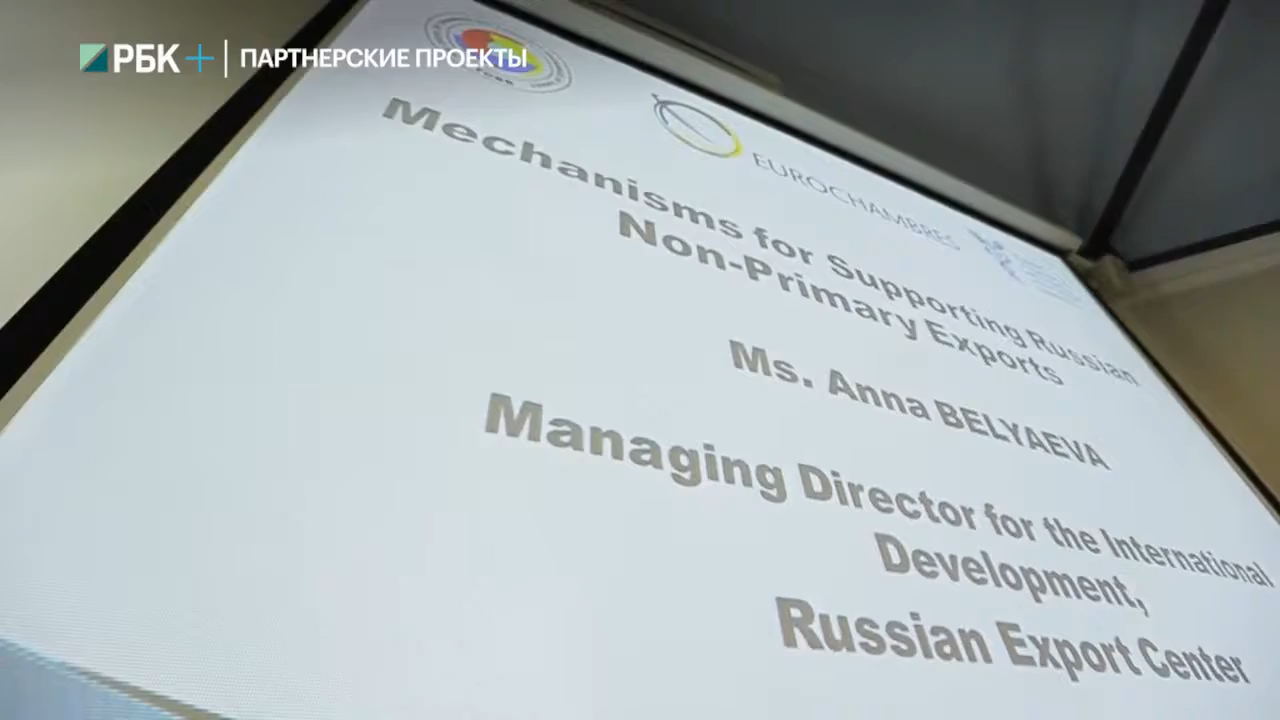 РБК+ ПАРТНЕРСКИЕ ПРОЕКТЫ
EUROCHAMBRES
Mechanisms for Supporting Russian
Non-Primary Exports
Ms. Anna BELYAEVA
Managing Director for the International
Development,
Russian Export Center